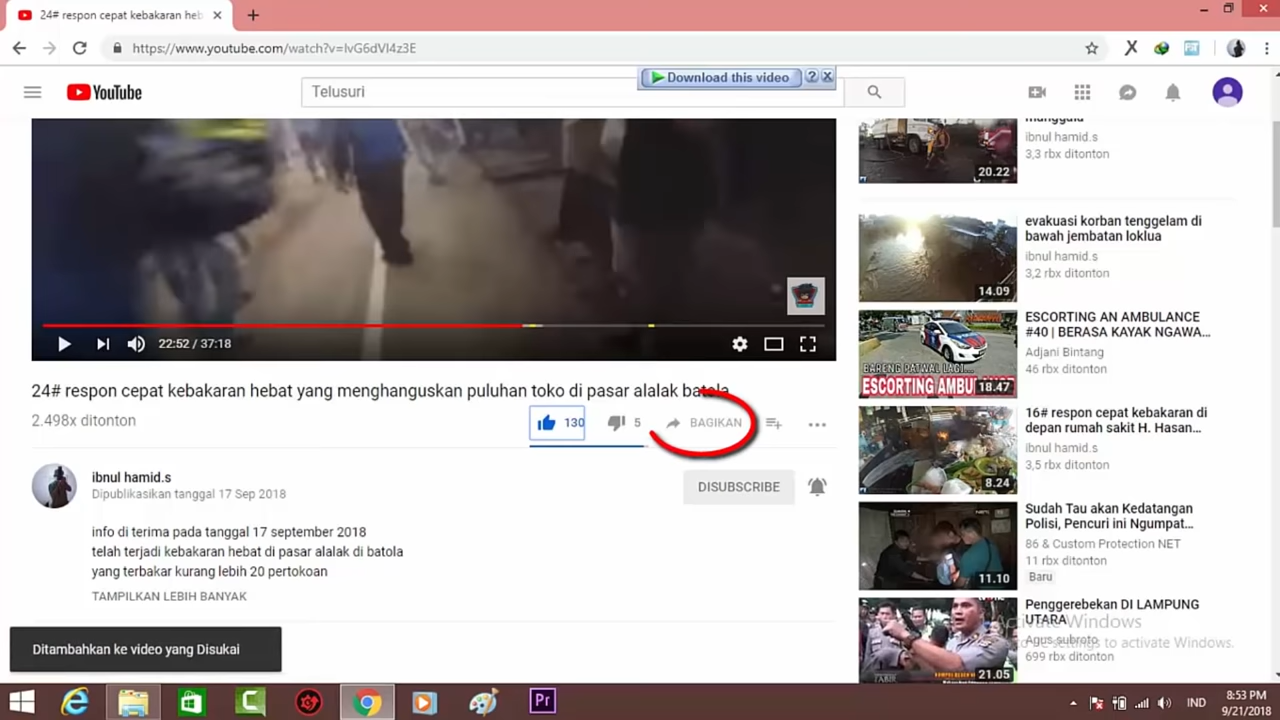 24# respon cepat kebakaran heb
https://www.youtube.com/watch?v=IvG6dVI4z3E
Download this video
YouTube
Telusuri
22:52 / 37:18
24# respon cepat kebakaran hebat yang menghanguskan puluhan toko di pasar alalak batola
2.498x ditonton
130
5
BAGIKAN
ibnul hamid.s
Dipublikasikan tanggal 17 Sep 2018
DISUBSCRIBE
info di terima pada tanggal 17 september 2018
telah terjadi kebakaran hebat di pasar alalak di batola
yang terbakar kurang lebih 20 pertokoan
TAMPILKAN LEBIH BANYAK
Ditambahkan ke video yang Disukai
manggala
ibnul hamid.s
3,3 rbx ditonton
20.22
evakuasi korban tenggelam di
bawah jembatan loklua
ibnul hamid.s
3,2 rbx ditonton
14.09
ESCORTING AN AMBULANCE
#40 | BERASA KAYAK NGAWA...
Adjani Bintang
46 rbx ditonton
BARENG PATWAL LAGI...
ESCORTING AMBU
18.47
16# respon cepat kebakaran di
depan rumah sakit H. Hasan...
ibnul hamid.s
3,5 rbx ditonton
8.24
Sudah Tau akan Kedatangan
Polisi, Pencuri ini Ngumpat...
86 & Custom Protection NET
11 rbx ditonton
Baru
11.10
Penggerebekan DI LAMPUNG
UTARA
Agus subroto
699 rbx ditonton
21.05
Activate Windows
to settings to activate Windows.
Pr
IND
8:53 PM
9/21/2018